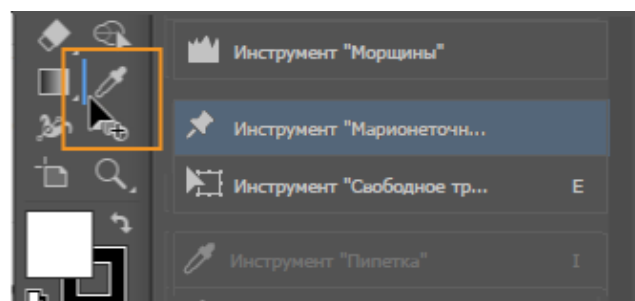 Инструмент "Морщины"
Инструмент "Марионеточн...
Инструмент "Свободное тр... E
Инструмент "Пипетка" I